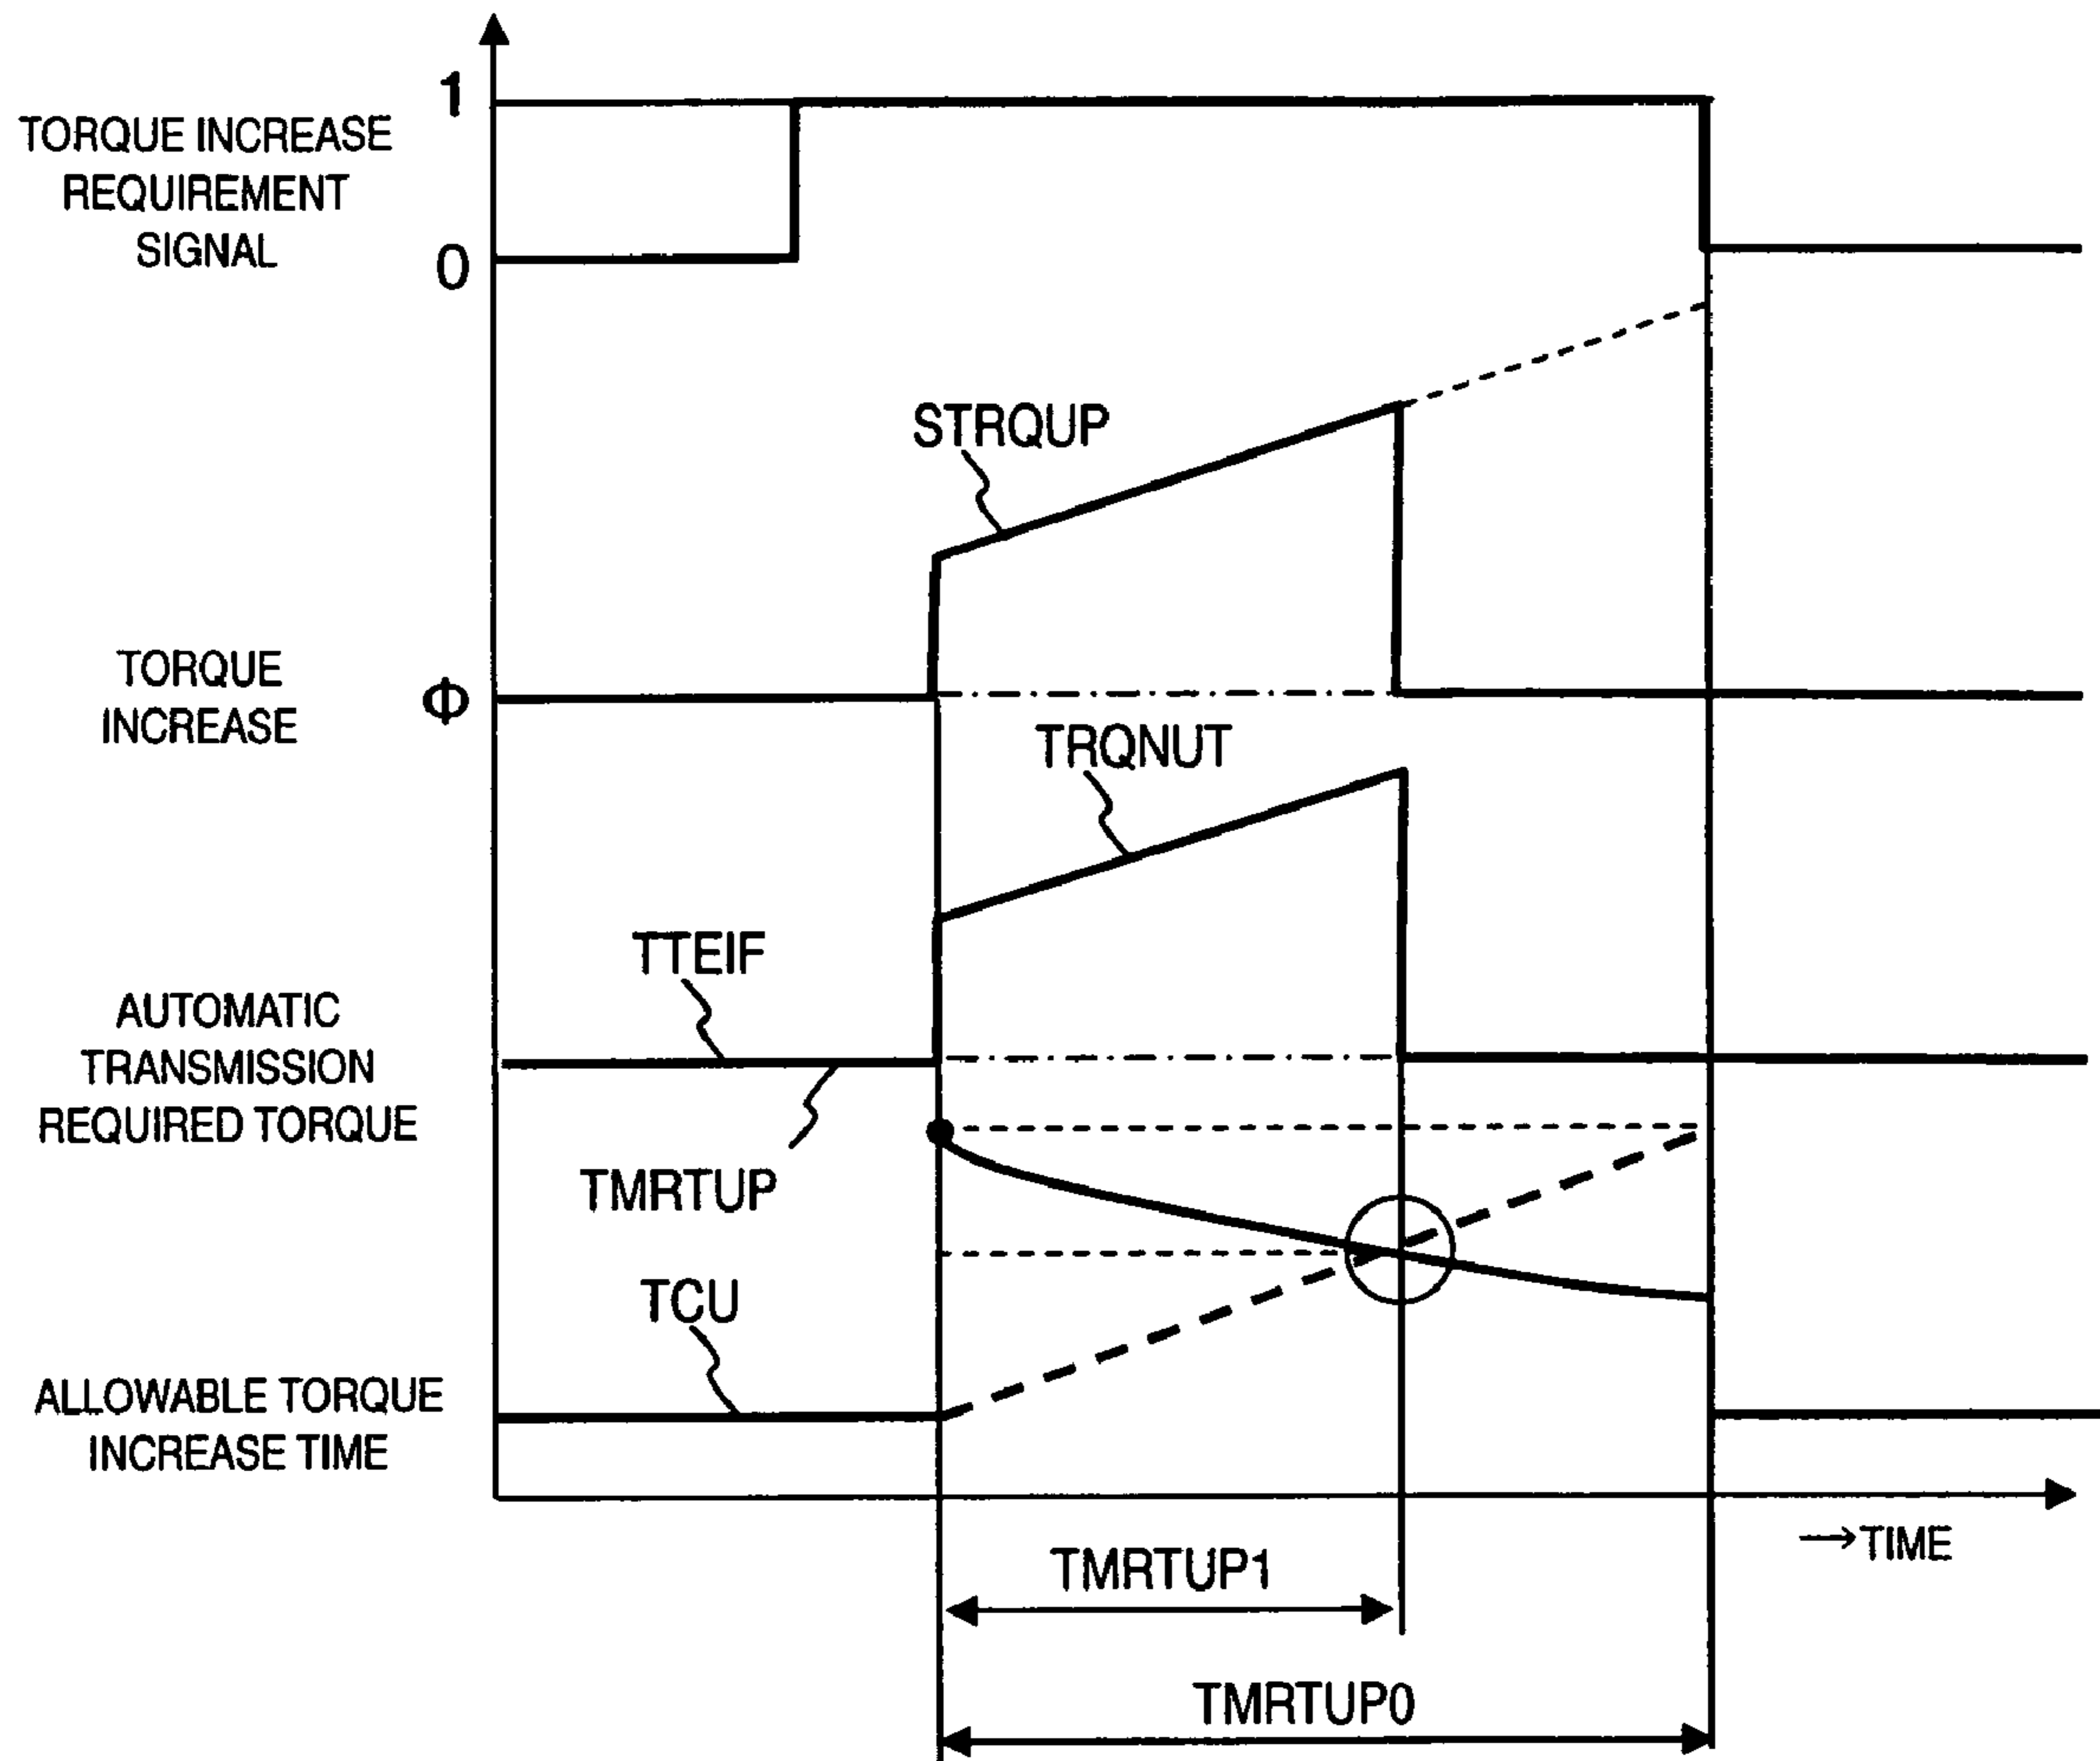 1
TORQUE INCREASE
REQUIREMENT
SIGNAL
0
STRQUP
TORQUE
INCREASE
Φ
TRQNUT
TTEIF
AUTOMATIC
TRANSMISSION
REQUIRED TORQUE
TMRTUP
TCU
ALLOWABLE TORQUE
INCREASE TIME
→TIME
TMRTUP1
TMRTUP0